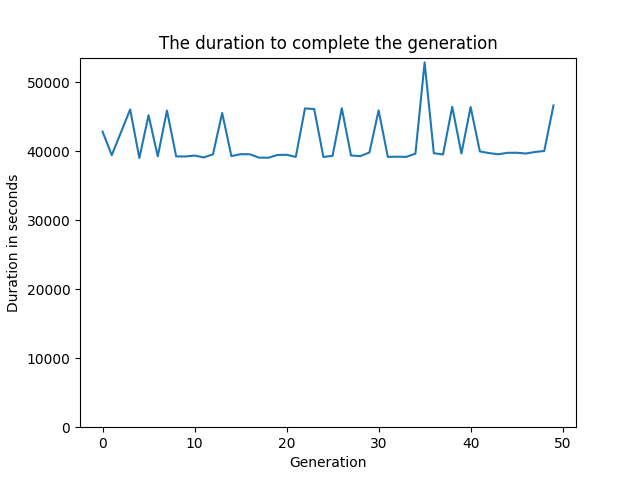 The duration to complete the generation
Duration in seconds
50000
40000
30000
20000
10000
0
0 10 20 30 40 50
Generation